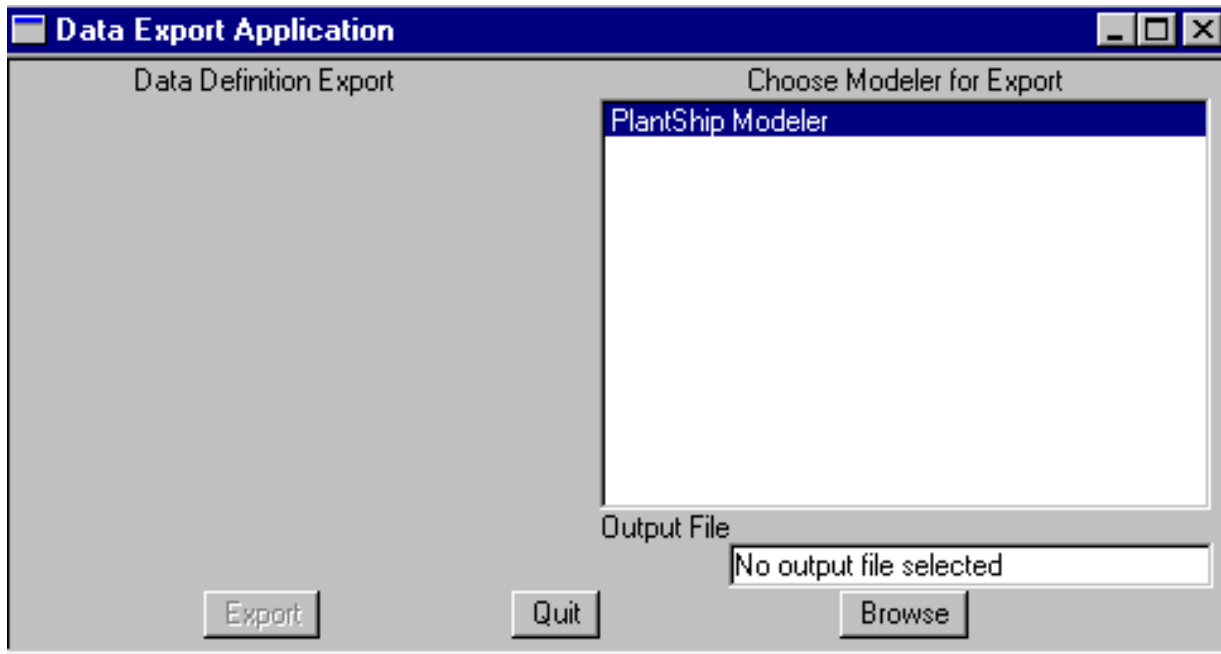 Data Export Application
Data Definition Export
Choose Modeler for Export
PlantShip Modeler
Output File
No output file selected
Export
Quit
Browse